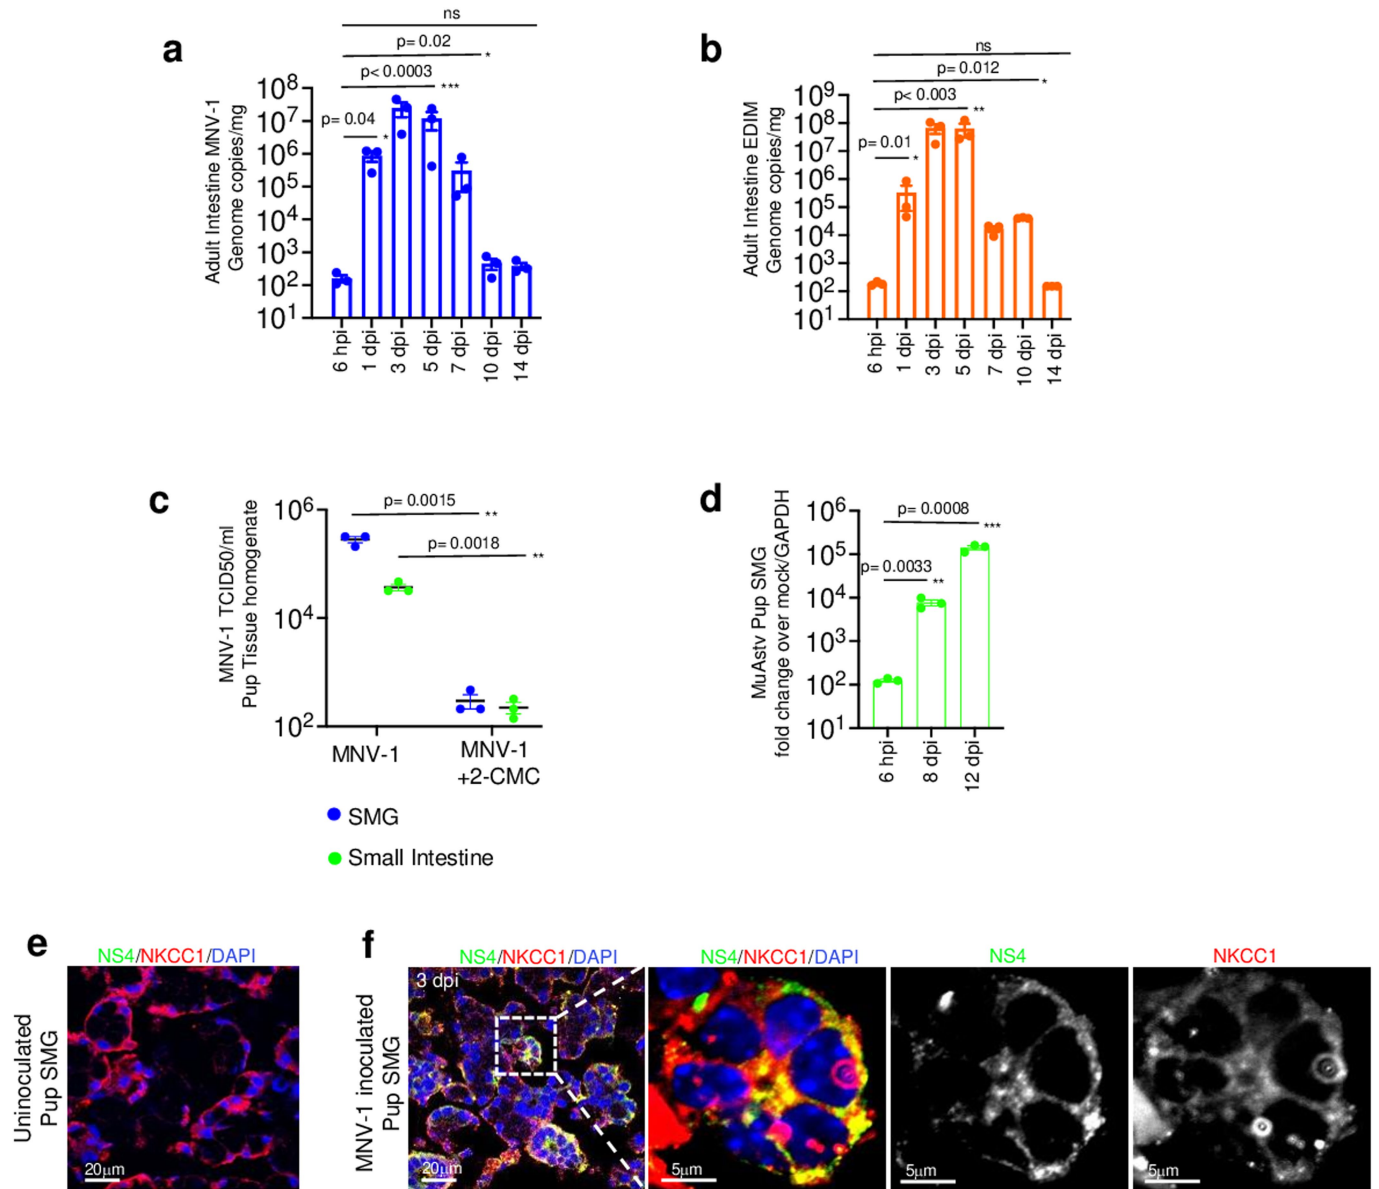 a
ns
p= 0.02
*
p< 0.0003
***
p= 0.04
*
Adult Intestine MNV-1
Genome copies/mg
10⁸
10⁷
10⁶
10⁵
10⁴
10³
10²
10¹
6 hpi
1 dpi
3 dpi
5 dpi
7 dpi
10 dpi
14 dpi
b
ns
p= 0.012
*
p< 0.003
**
p= 0.01
*
Adult Intestine EDIM
Genome copies/mg
10⁹
10⁸
10⁷
10⁶
10⁵
10⁴
10³
10²
10¹
6 hpi
1 dpi
3 dpi
5 dpi
7 dpi
10 dpi
14 dpi
c
p= 0.0015
**
p= 0.0018
**
MNV-1 TCID50/ml
Pup Tissue homogenate
10⁶
10⁴
10²
MNV-1
MNV-1
+2-CMC
SMG
Small Intestine
d
p= 0.0008
***
p= 0.0033
**
MuAstv Pup SMG
fold change over mock/GAPDH
10⁶
10⁵
10⁴
10³
10²
10¹
6 hpi
8 dpi
12 dpi
e
NS4/NKCC1/DAPI
Uninoculated
Pup SMG
20µm
f
NS4/NKCC1/DAPI
NS4/NKCC1/DAPI
NS4
NKCC1
MNV-1 inoculated
Pup SMG
3 dpi
20µm
5µm
5µm
5µm